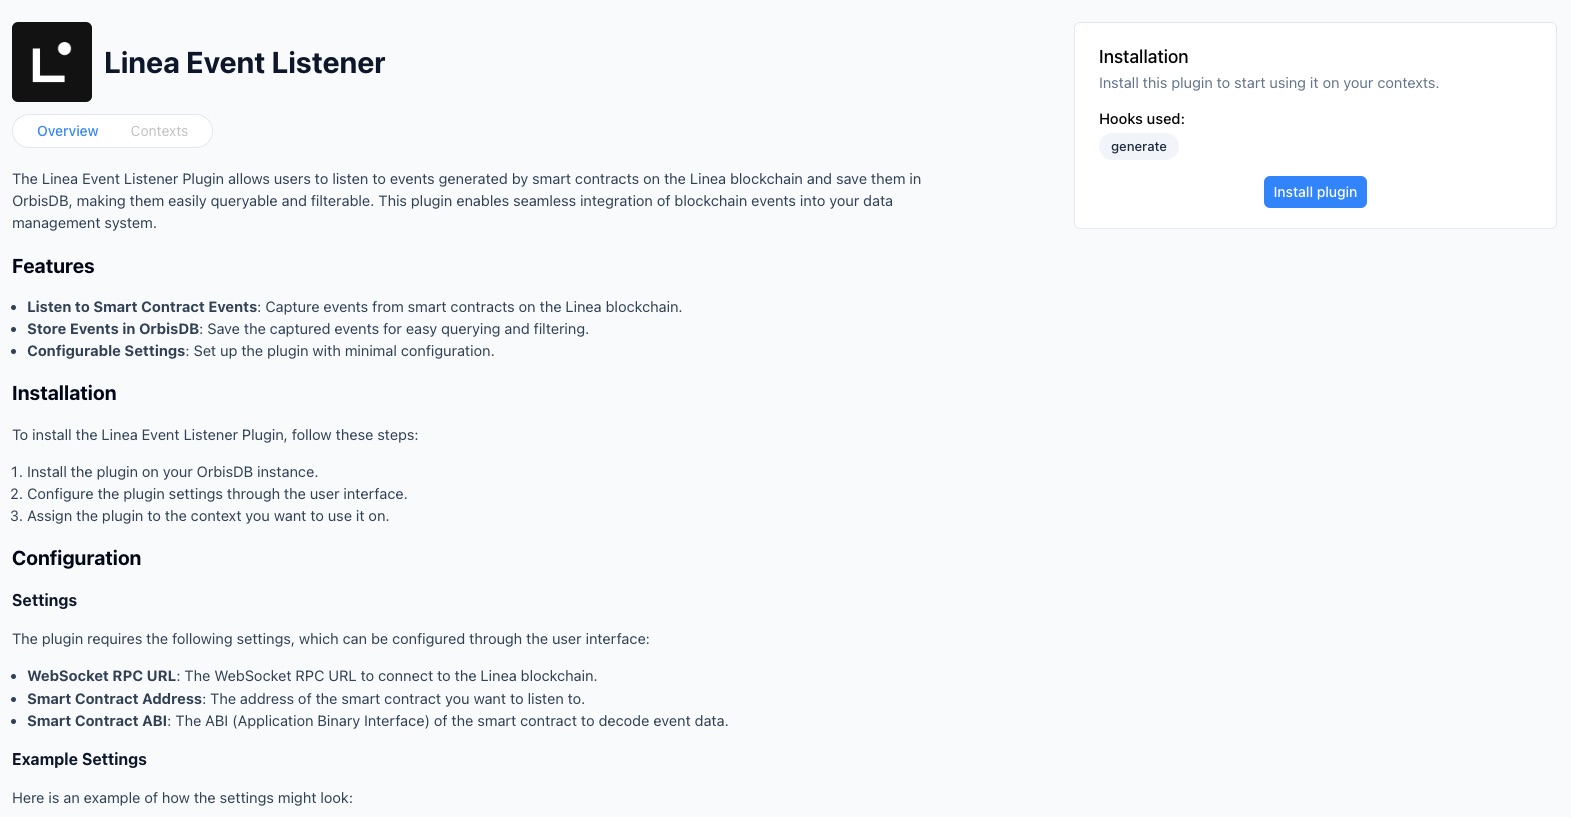 Linea Event Listener
Overview Contexts
The Linea Event Listener Plugin allows users to listen to events generated by smart contracts on the Linea blockchain and save them in
OrbisDB, making them easily queryable and filterable. This plugin enables seamless integration of blockchain events into your data
management system.
Features
• Listen to Smart Contract Events: Capture events from smart contracts on the Linea blockchain.
• Store Events in OrbisDB: Save the captured events for easy querying and filtering.
• Configurable Settings: Set up the plugin with minimal configuration.
Installation
To install the Linea Event Listener Plugin, follow these steps:
1. Install the plugin on your OrbisDB instance.
2. Configure the plugin settings through the user interface.
3. Assign the plugin to the context you want to use it on.
Configuration
Settings
The plugin requires the following settings, which can be configured through the user interface:
• WebSocket RPC URL: The WebSocket RPC URL to connect to the Linea blockchain.
• Smart Contract Address: The address of the smart contract you want to listen to.
• Smart Contract ABI: The ABI (Application Binary Interface) of the smart contract to decode event data.
Example Settings
Here is an example of how the settings might look:
Installation
Install this plugin to start using it on your contexts.
Hooks used:
generate
Install plugin